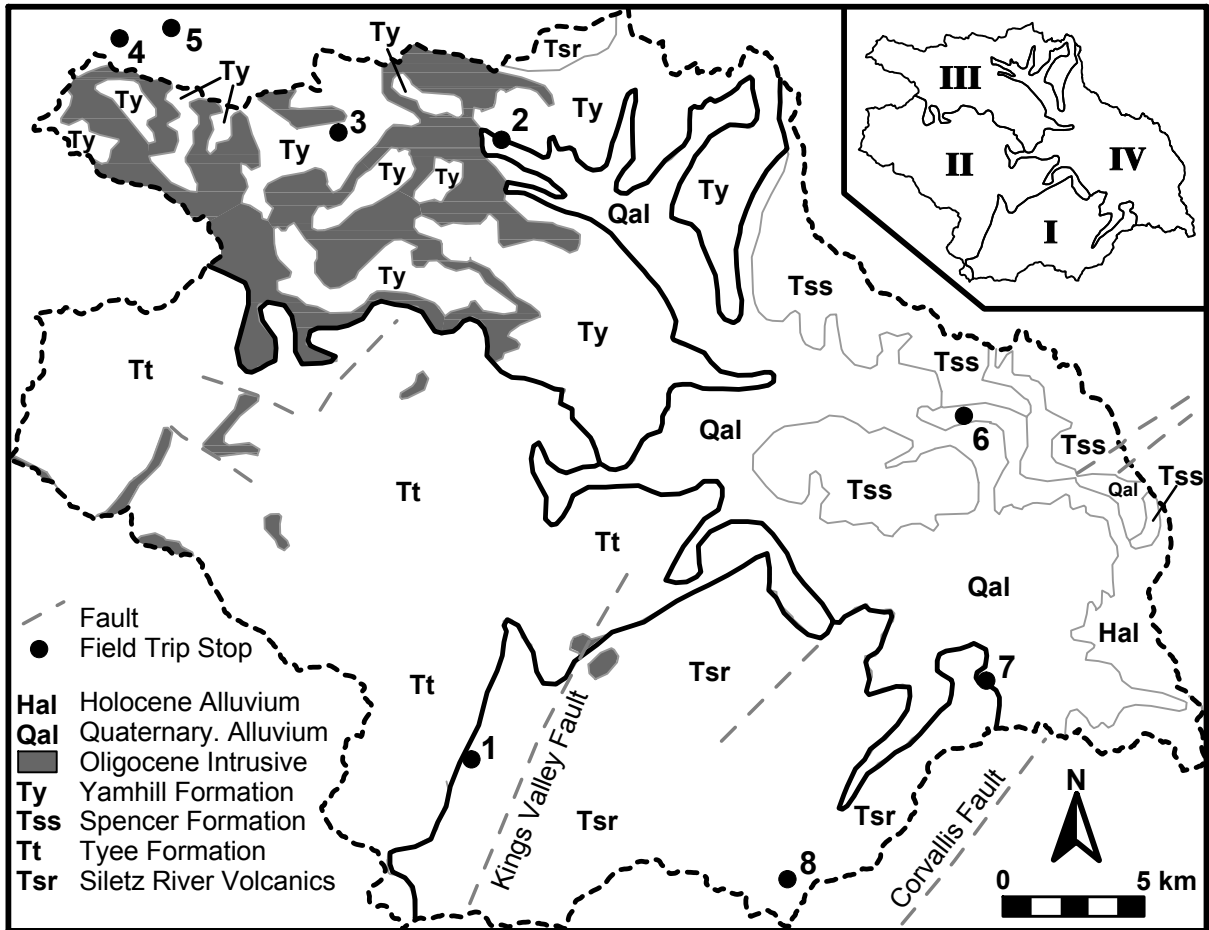 4
5
Ty
Tsr
Ty
Ty
3
2
Ty
Ty
Ty
Ty
Ty
Ty
Qal
Ty
Ty
Tss
Ty
Tt
Tss
Qal
6
Tss
Tss
Tss
Qal
Tt
Tt
Qal
Hal
Tt
Tsr
7
1
Kings Valley Fault
Tsr
Tsr
8
Corvallis Fault
III
II
IV
I
Fault
Field Trip Stop
Hal Holocene Alluvium
Qal Quaternary. Alluvium
Oligocene Intrusive
Ty Yamhill Formation
Tss Spencer Formation
Tt Tyee Formation
Tsr Siletz River Volcanics
N
0 5 km